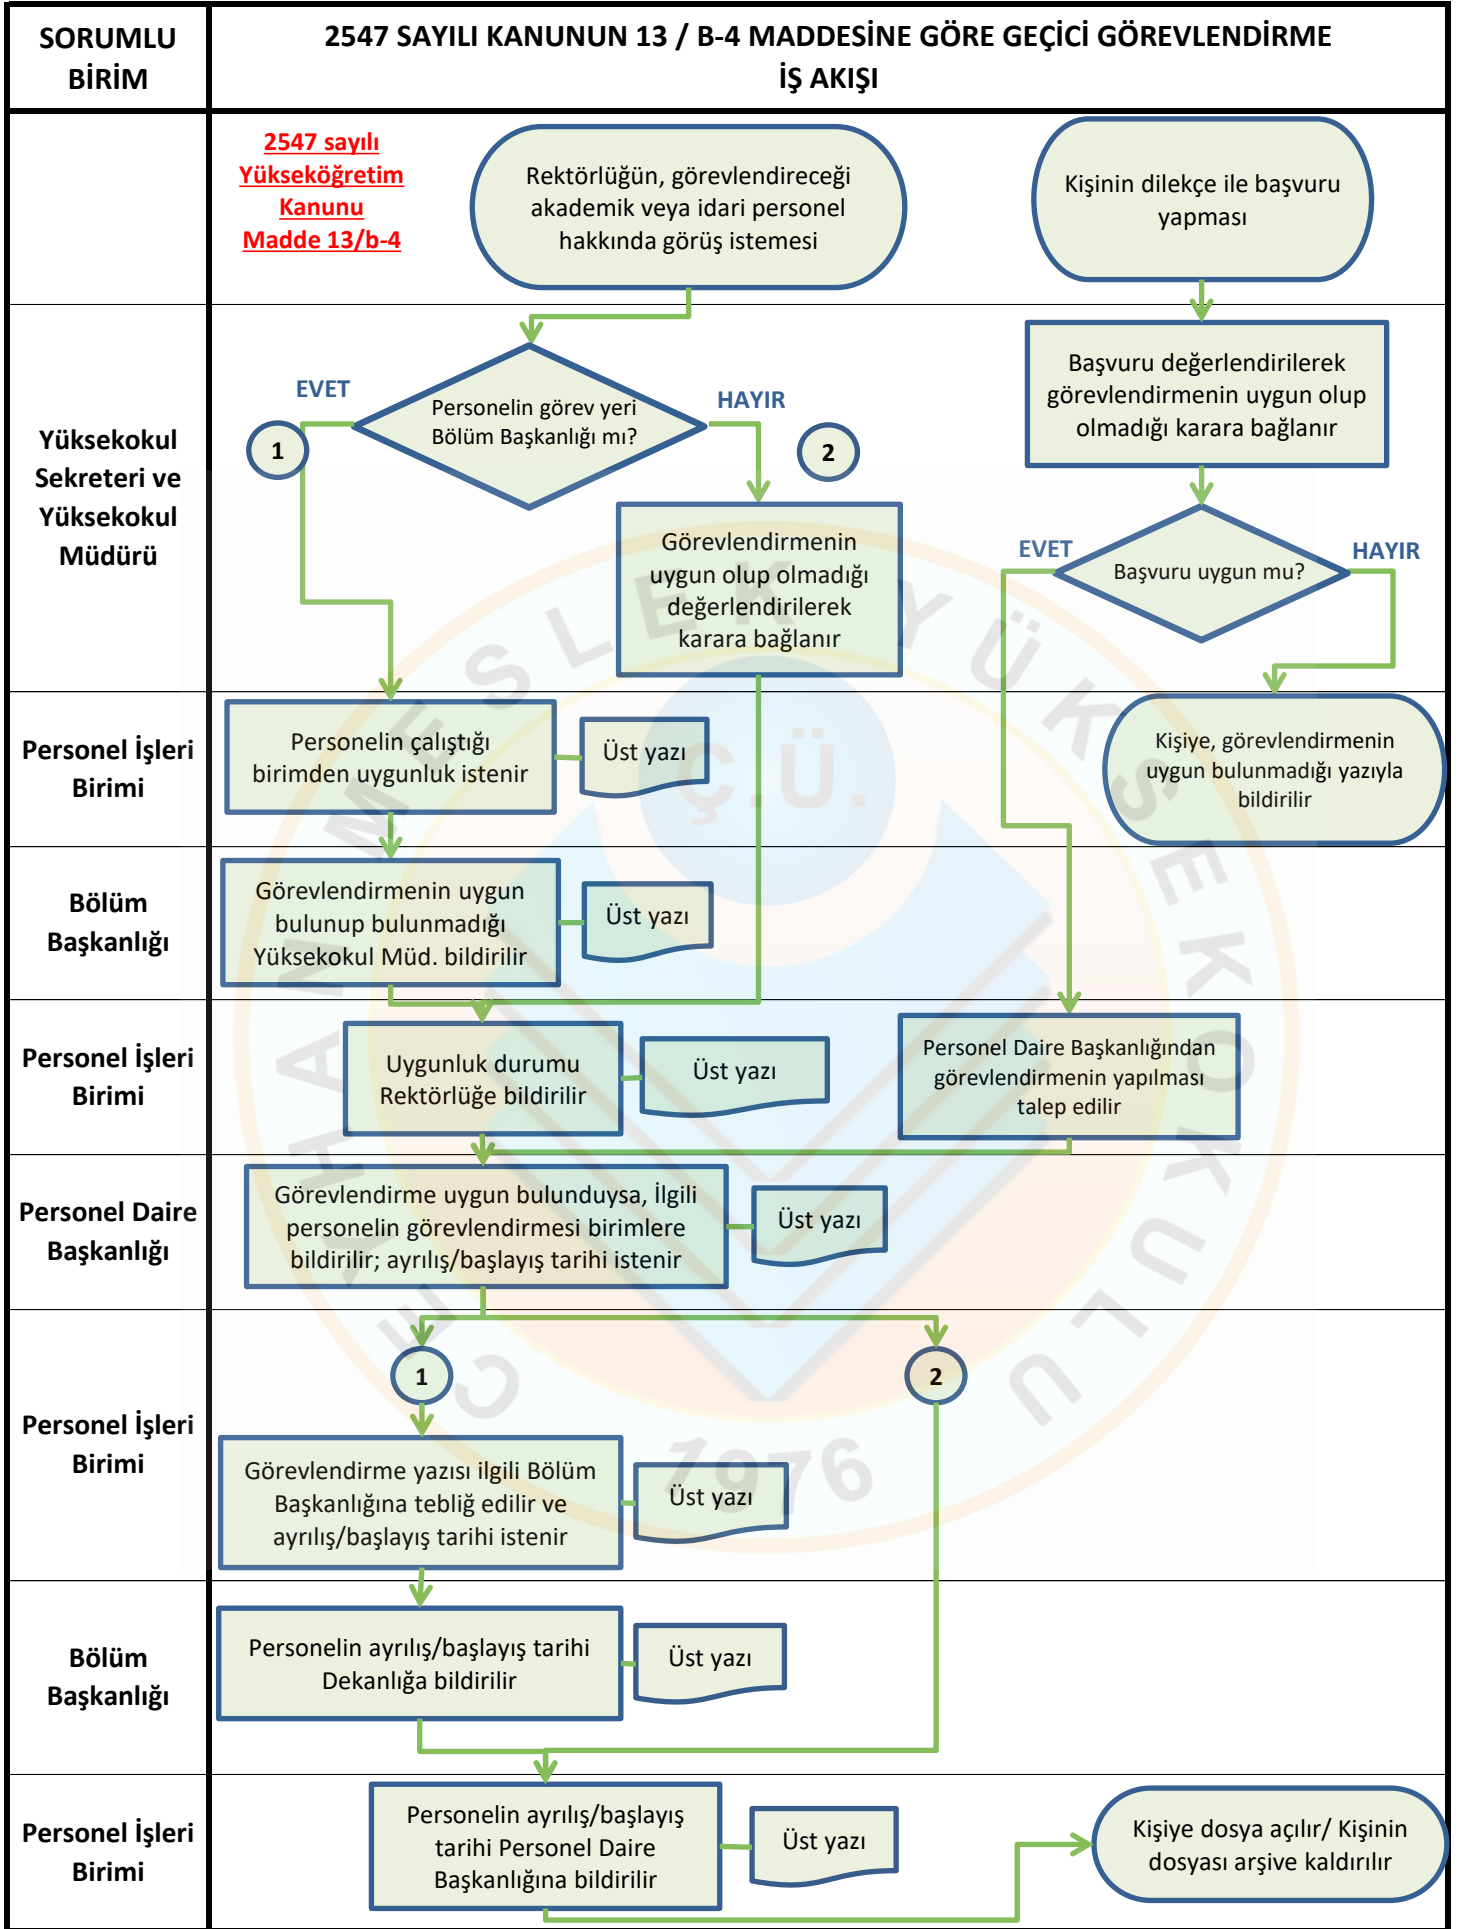 SORUMLU
BİRİM
2547 SAYILI KANUNUN 13 / B-4 MADDESİNE GÖRE GEÇİCİ GÖREVLENDİRME
İŞ AKIŞI
2547 sayılı
Yükseköğretim
Kanunu
Madde 13/b-4
Rektörlüğün, görevlendireceği
akademik veya idari personel
hakkında görüş istemesi
Kişinin dilekçe ile başvuru
yapması
Yüksekokul
Sekreteri ve
Yüksekokul
Müdürü
EVET
Personelin görev yeri
Bölüm Başkanlığı mı?
HAYIR
1
2
Başvuru değerlendirilerek
görevlendirmenin uygun olup
olmadığı karara bağlanır
Görevlendirmenin
uygun olup olmadığı
değerlendirilerek
karara bağlanır
EVET
Başvuru uygun mu?
HAYIR
Personel İşleri
Birimi
Personelin çalıştığı
birimden uygunluk istenir
Üst yazı
Kişiye, görevlendirmenin
uygun bulunmadığı yazıyla
bildirilir
Bölüm
Başkanlığı
Görevlendirmenin uygun
bulunup bulunmadığı
Yüksekokul Müd. bildirilir
Üst yazı
Personel İşleri
Birimi
Uygunluk durumu
Rektörlüğe bildirilir
Üst yazı
Personel Daire Başkanlığından
görevlendirmenin yapılması
talep edilir
Personel Daire
Başkanlığı
Görevlendirme uygun bulunduysa, İlgili
personelin görevlendirmesi birimlere
bildirilir; ayrılış/başlayış tarihi istenir
Üst yazı
Personel İşleri
Birimi
1
2
Görevlendirme yazısı ilgili Bölüm
Başkanlığına tebliğ edilir ve
ayrılış/başlayış tarihi istenir
Üst yazı
Bölüm
Başkanlığı
Personelin ayrılış/başlayış tarihi
Dekanlığa bildirilir
Üst yazı
Personel İşleri
Birimi
Personelin ayrılış/başlayış
tarihi Personel Daire
Başkanlığına bildirilir
Üst yazı
Kişiye dosya açılır/ Kişinin
dosyası arşive kaldırılır
CEYHAN MESLEK YÜKSEKOKULU
Ç.Ü.
1976